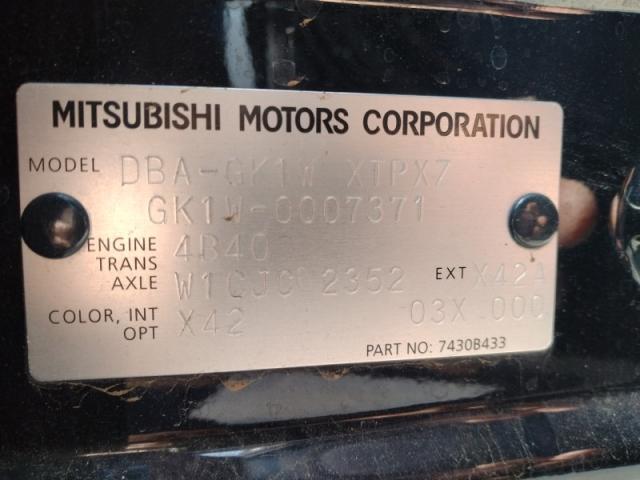 MITSUBISHI MOTORS CORPORATION
MODEL DBA-GK1W XTPXZ
GK1W-0007371
ENGINE 4B40
TRANS AXLE W1CJC 2352 EXT X42A
COLOR, INT OPT X42 03X 000
PART NO: 7430B433